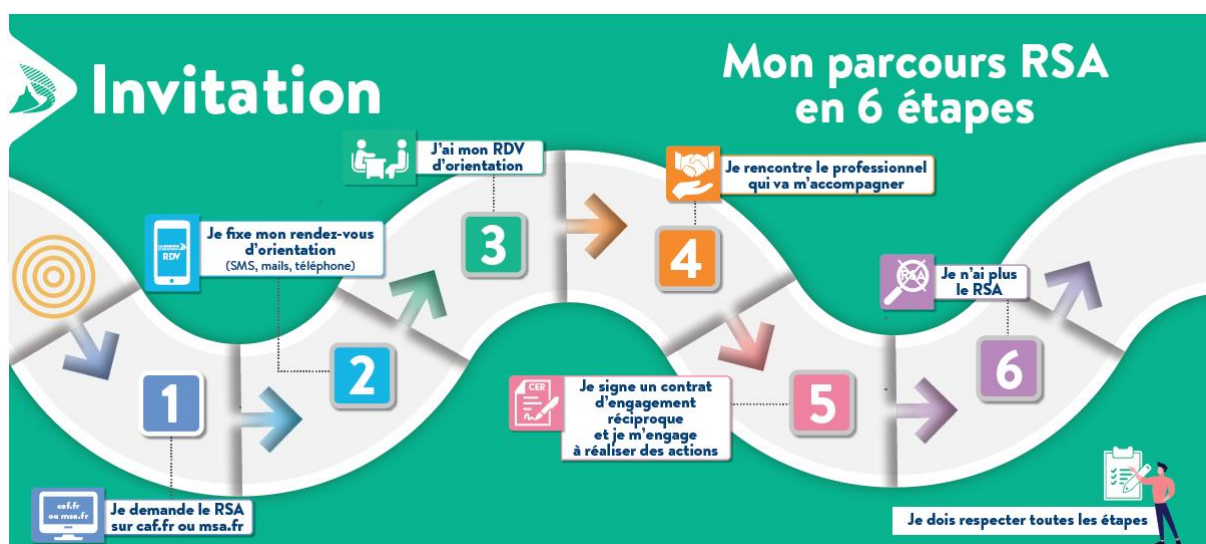 Invitation
Mon parcours RSA
en 6 étapes
caf.fr
ou msa.fr
1
Je demande le RSA
sur caf.fr ou msa.fr
RDV
Je fixe mon rendez-vous
d'orientation
(SMS, mails, téléphone)
2
J'ai mon RDV
d'orientation
3
Je rencontre le professionnel
qui va m'accompagner
4
CER
Je signe un contrat
d'engagement
réciproque
et je m'engage
à réaliser des actions
5
RSA
Je n'ai plus
le RSA
6
Je dois respecter toutes les étapes